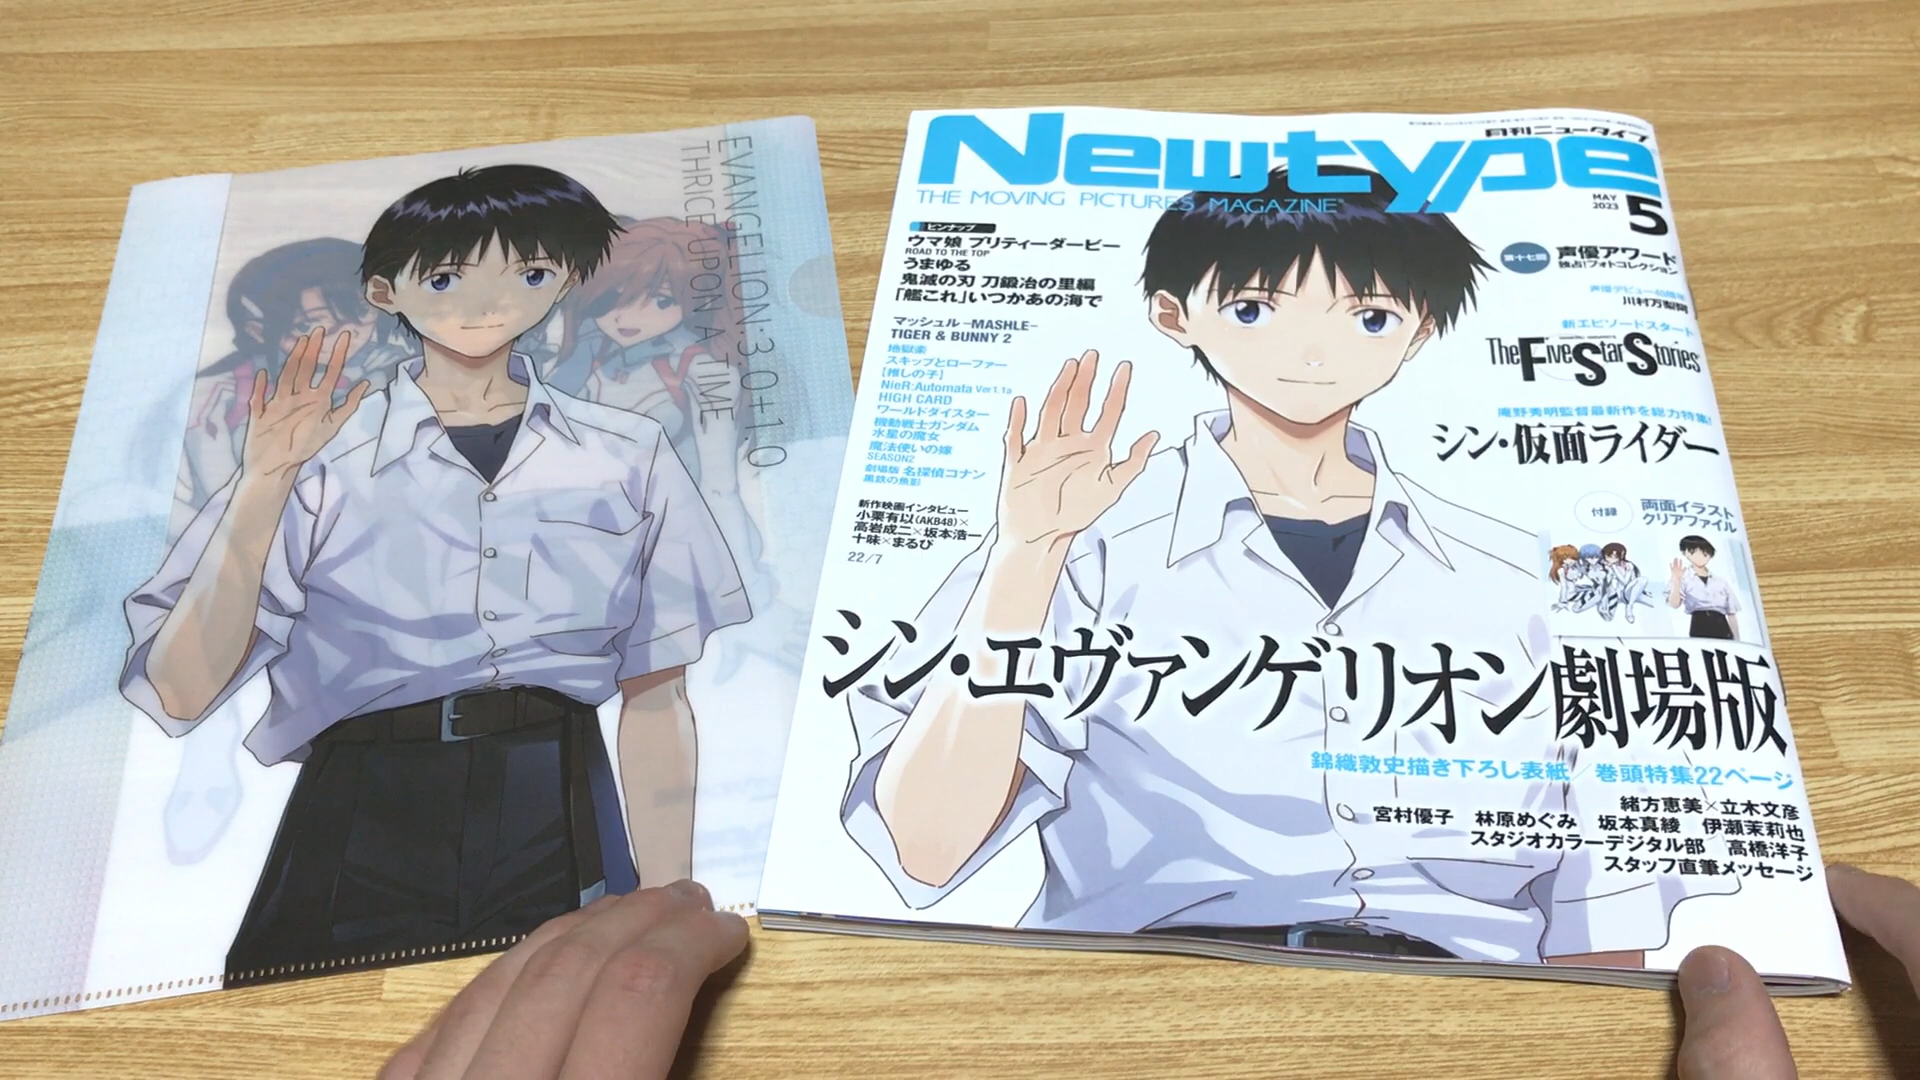 EVANGELION:3.0+1.0
THRICE UPON A TIME
月刊ニュータイプ
Newtype
THE MOVING PICTURES MAGAZINE
MAY
2023
5
ピンナップ
ウマ娘 プリティーダービー
ROAD TO THE TOP
うまゆる
鬼滅の刃 刀鍛冶の里編
「艦これ」いつかあの海で
マッシュル-MASHLE-
TIGER & BUNNY 2
地獄楽
スキップとローファー
【推しの子】
NieR:Automata Ver1.1a
HIGH CARD
ワールドダイスター
機動戦士ガンダム
水星の魔女
魔法使いの嫁
SEASON2
劇場版 名探偵コナン
黒鉄の魚影
新作映画インタビュー
小栗有以(AKB48)×
高岩成二×坂本浩一
十味×まるぴ
22/7
第十七回
声優アワード
独占!フォトコレクション
声優デビュー40周年
川村万梨阿
新エピソードスタート
The Five Star Stories
庵野秀明監督最新作を総力特集!
シン・仮面ライダー
付録
両面イラスト
クリアファイル
シン・エヴァンゲリオン劇場版
錦織敦史描き下ろし表紙/巻頭特集22ページ
緒方恵美×立木文彦
宮村優子 林原めぐみ 坂本真綾 伊瀬茉莉也
スタジオカラーデジタル部 高橋洋子
スタッフ直筆メッセージ